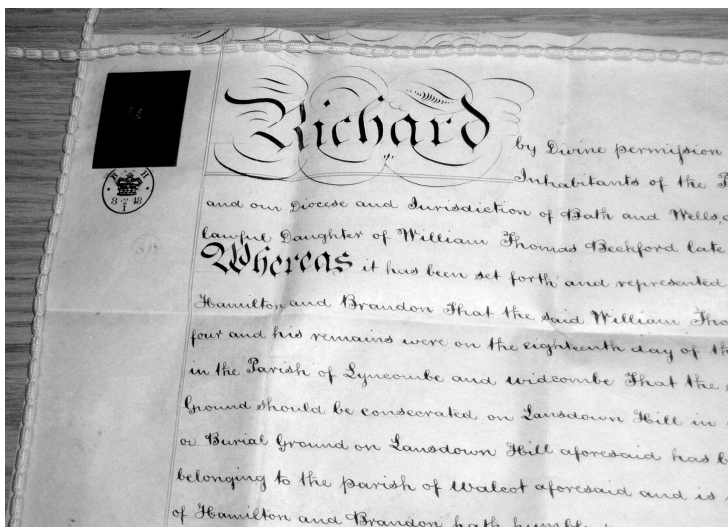 Richard by Divine permission
Inhabitants of the
and our Diocese and Jurisdiction of Bath and Wells,
lawful Daughter of William Thomas Beckford late
Whereas it has been set forth and represented
Hamilton and Brandon That the said William Tho
four and his remains were on the eighteenth day of th
in the Parish of Lyncombe and widcombe That the
Ground should be consecrated on Lansdown Hill in
or Burial Ground on Lansdown Hill aforesaid has b
belonging to the parish of Walcot aforesaid and is
of Hamilton and Brandon hath humbl